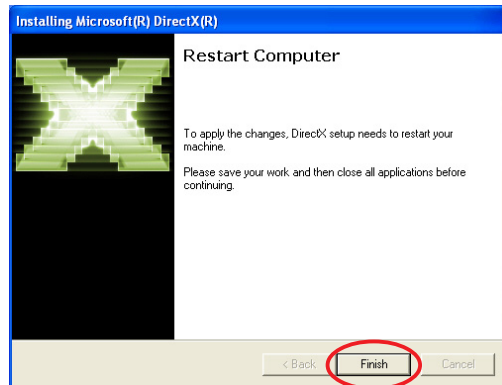 Installing Microsoft(R) DirectX(R)
Restart Computer
To apply the changes, DirectX setup needs to restart your
machine.
Please save your work and then close all applications before
continuing.
< Back
Finish
Cancel